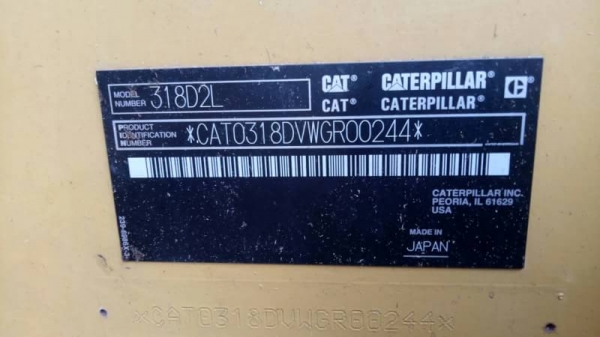 MODEL NUMBER 318D2L
CAT® CATERPILLAR®
CAT® CATERPILLAR®
PRODUCT IDENTIFICATION N *CAT0318DVWGR00244*
CATERPILLAR INC.
PEORIA, IL 61629
USA
MADE IN
JAPAN
*CAT0318DVWGR00244*